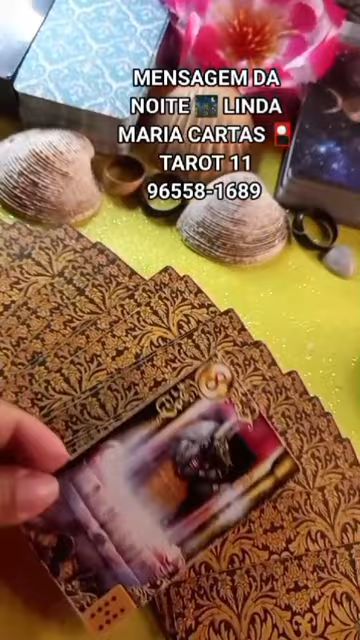 MENSAGEM DA
NOITE 🌃 LINDA
MARIA CARTAS 🎴
TAROT 11
96558-1689